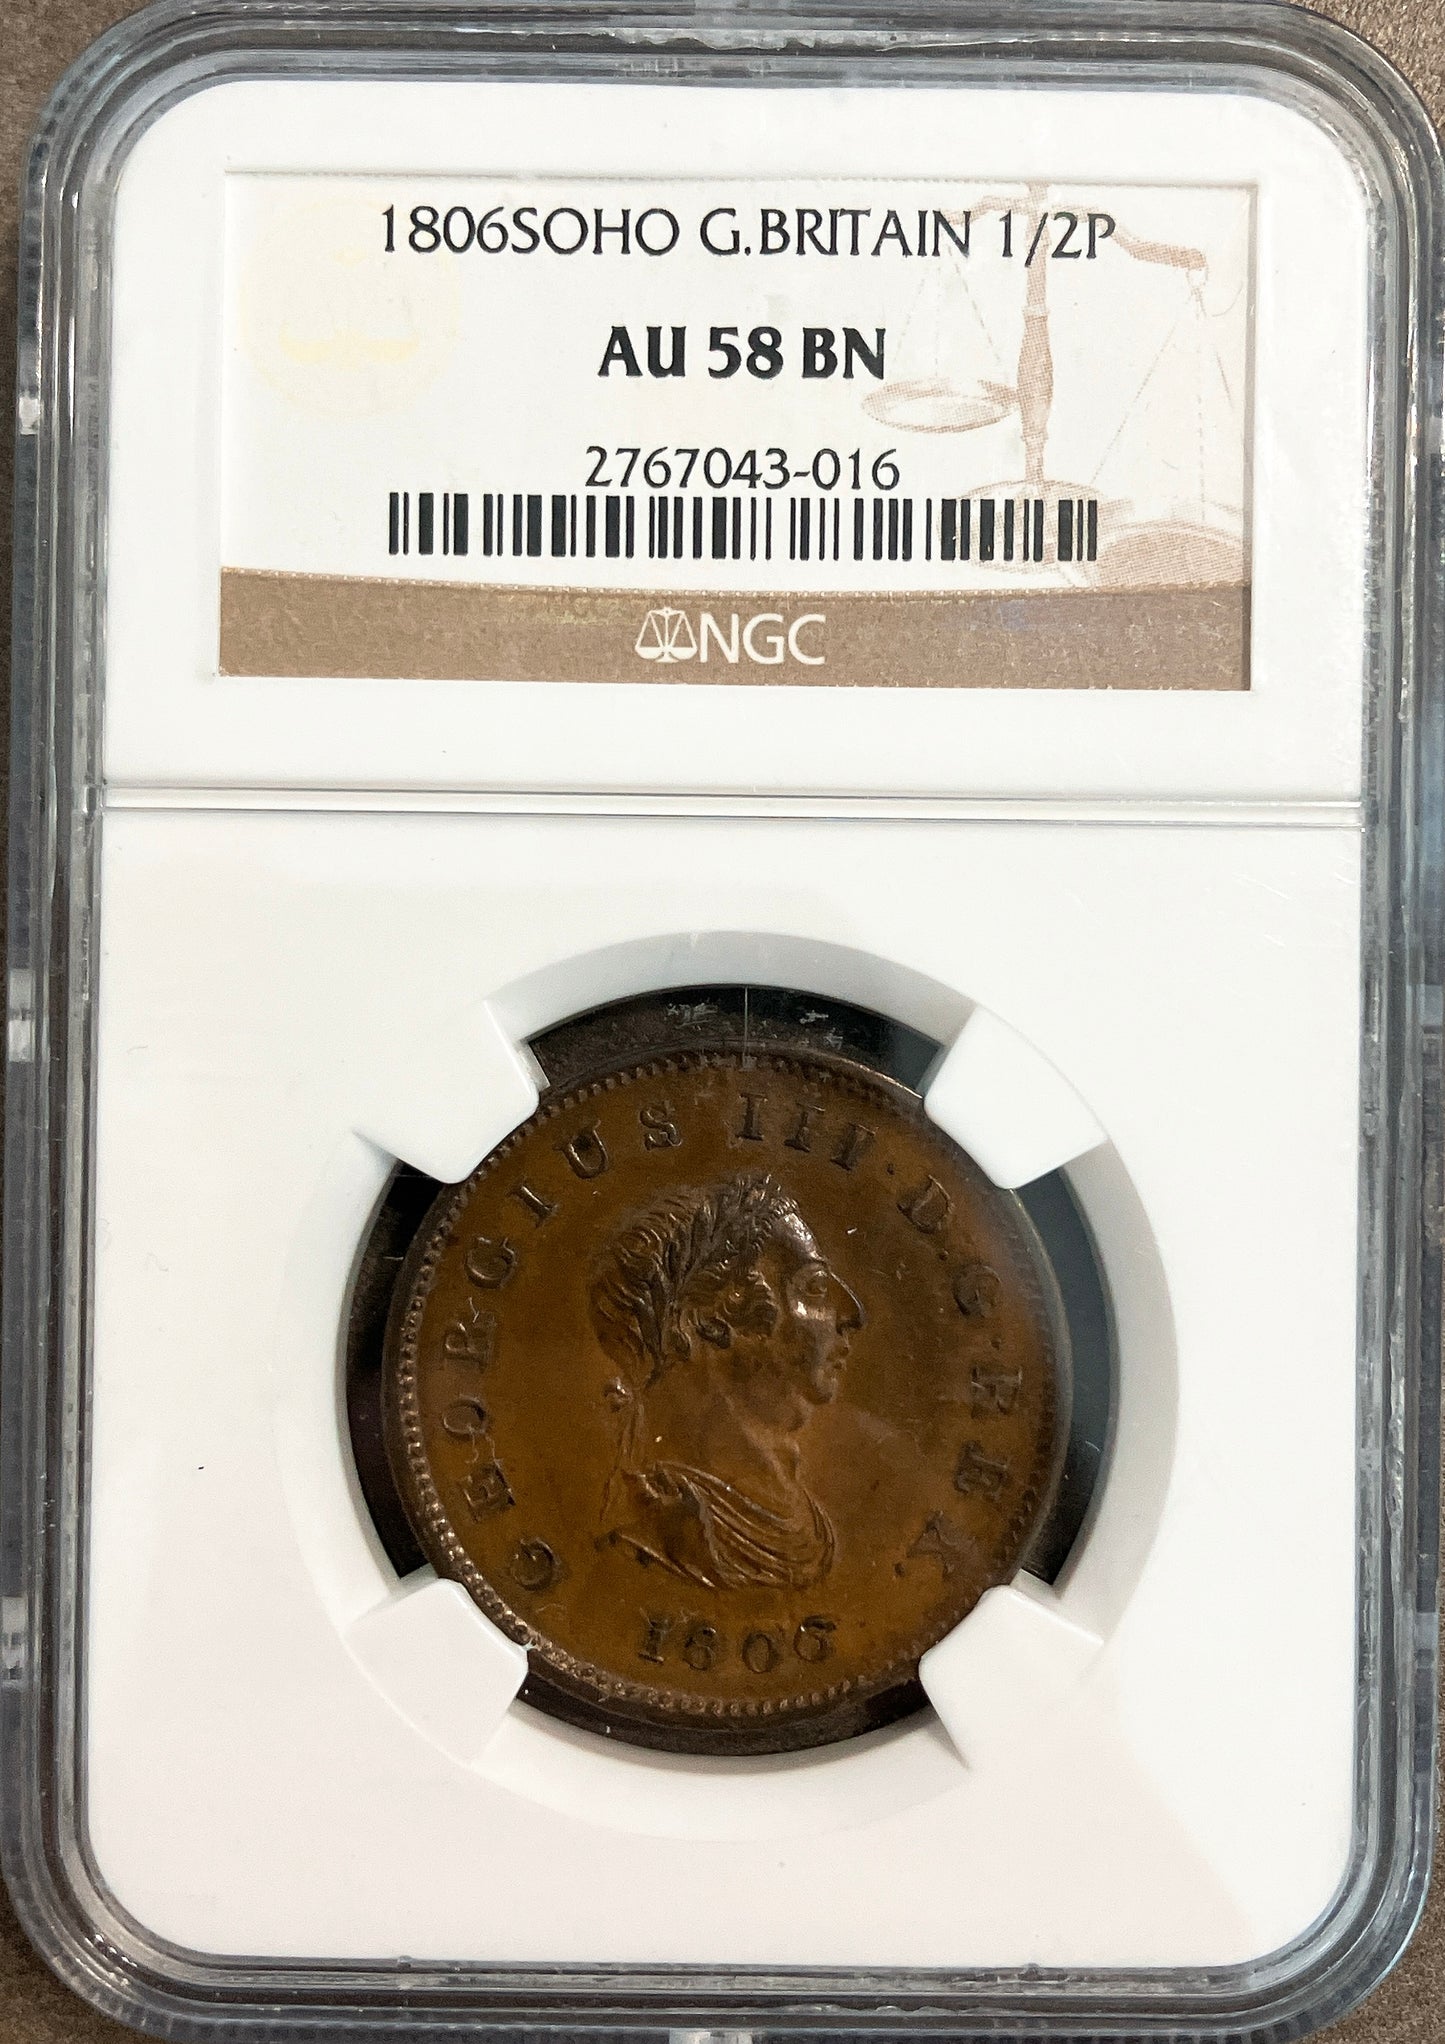 1806SOHO G.BRITAIN 1/2P
AU 58 BN
2767043-016
NGC
GEORGIUS III · D · G · REX
1806